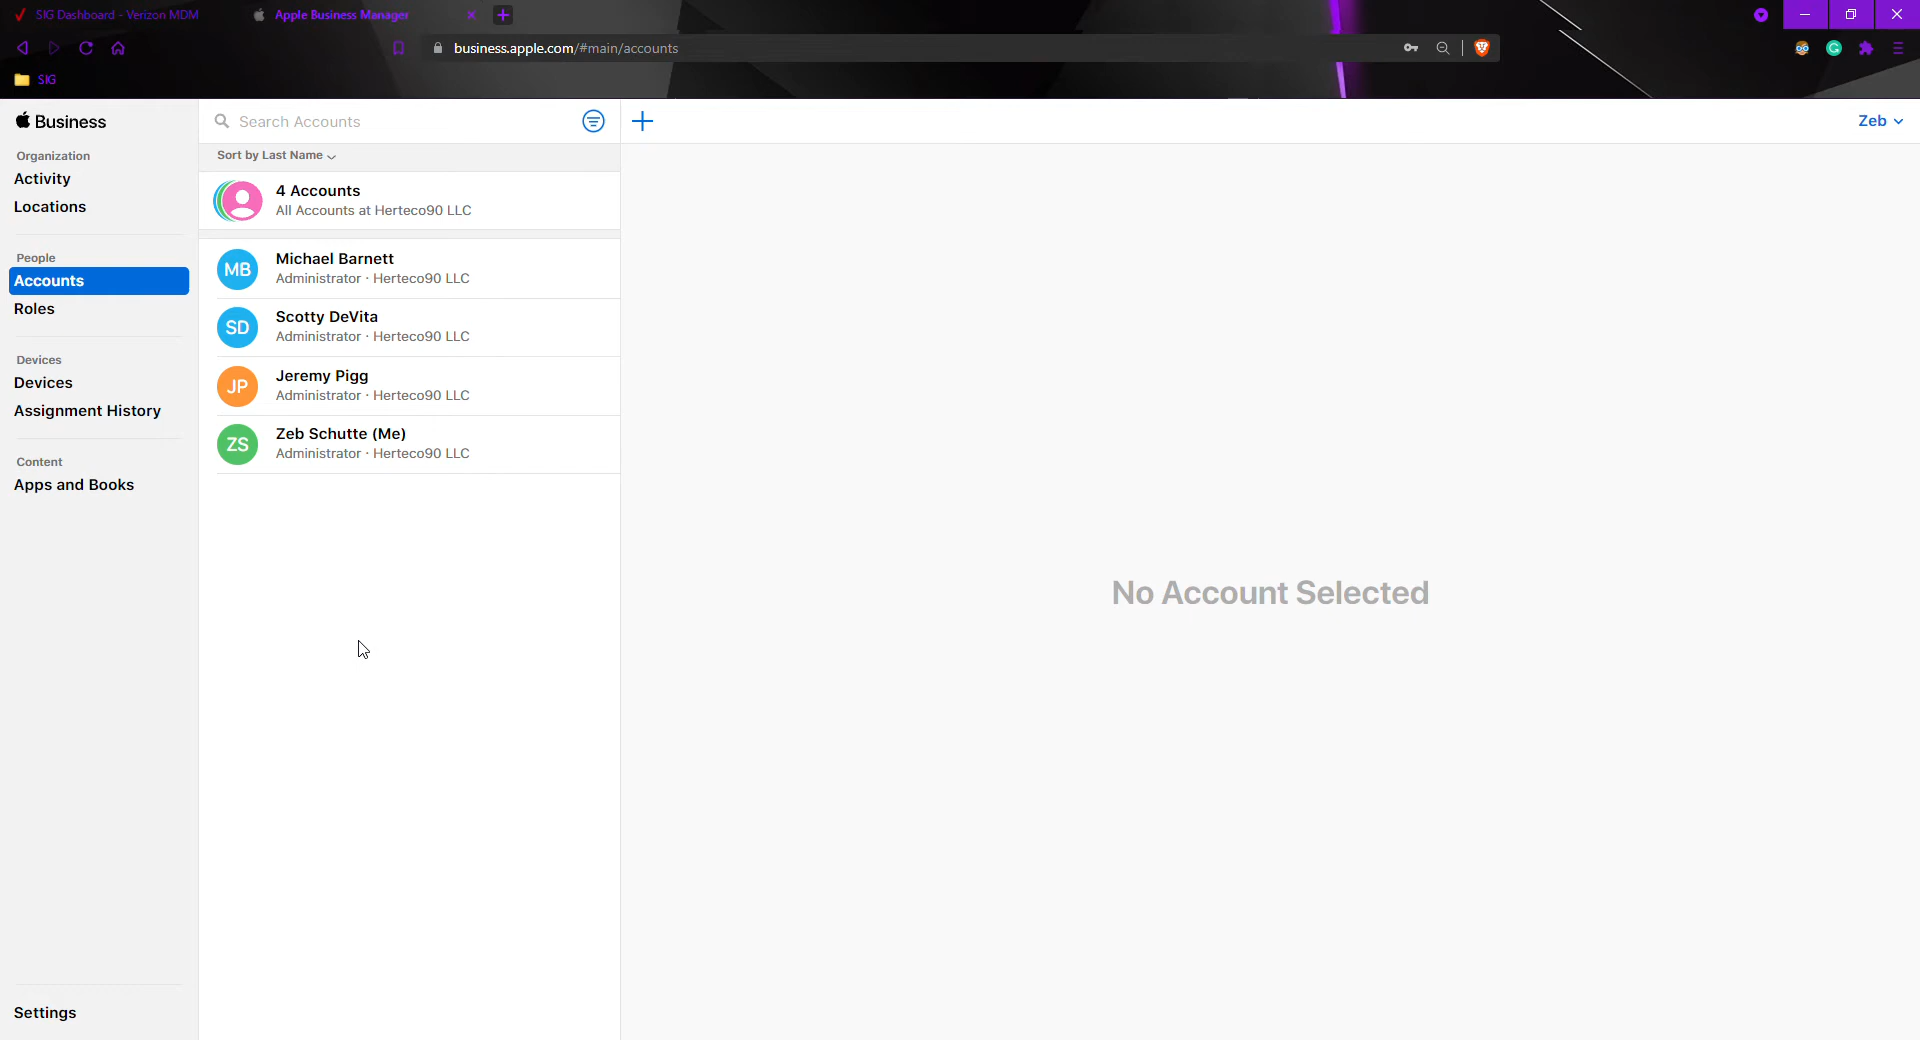 SIG Dashboard - Verizon MDM
Apple Business Manager
business.apple.com/#main/accounts
SIG
Business
Organization
Activity
Locations
People
Accounts
Roles
Devices
Devices
Assignment History
Content
Apps and Books
Settings
Search Accounts
Sort by Last Name
4 Accounts
All Accounts at Herteco90 LLC
MB
Michael Barnett
Administrator · Herteco90 LLC
SD
Scotty DeVita
Administrator · Herteco90 LLC
JP
Jeremy Pigg
Administrator · Herteco90 LLC
ZS
Zeb Schutte (Me)
Administrator · Herteco90 LLC
Zeb
No Account Selected